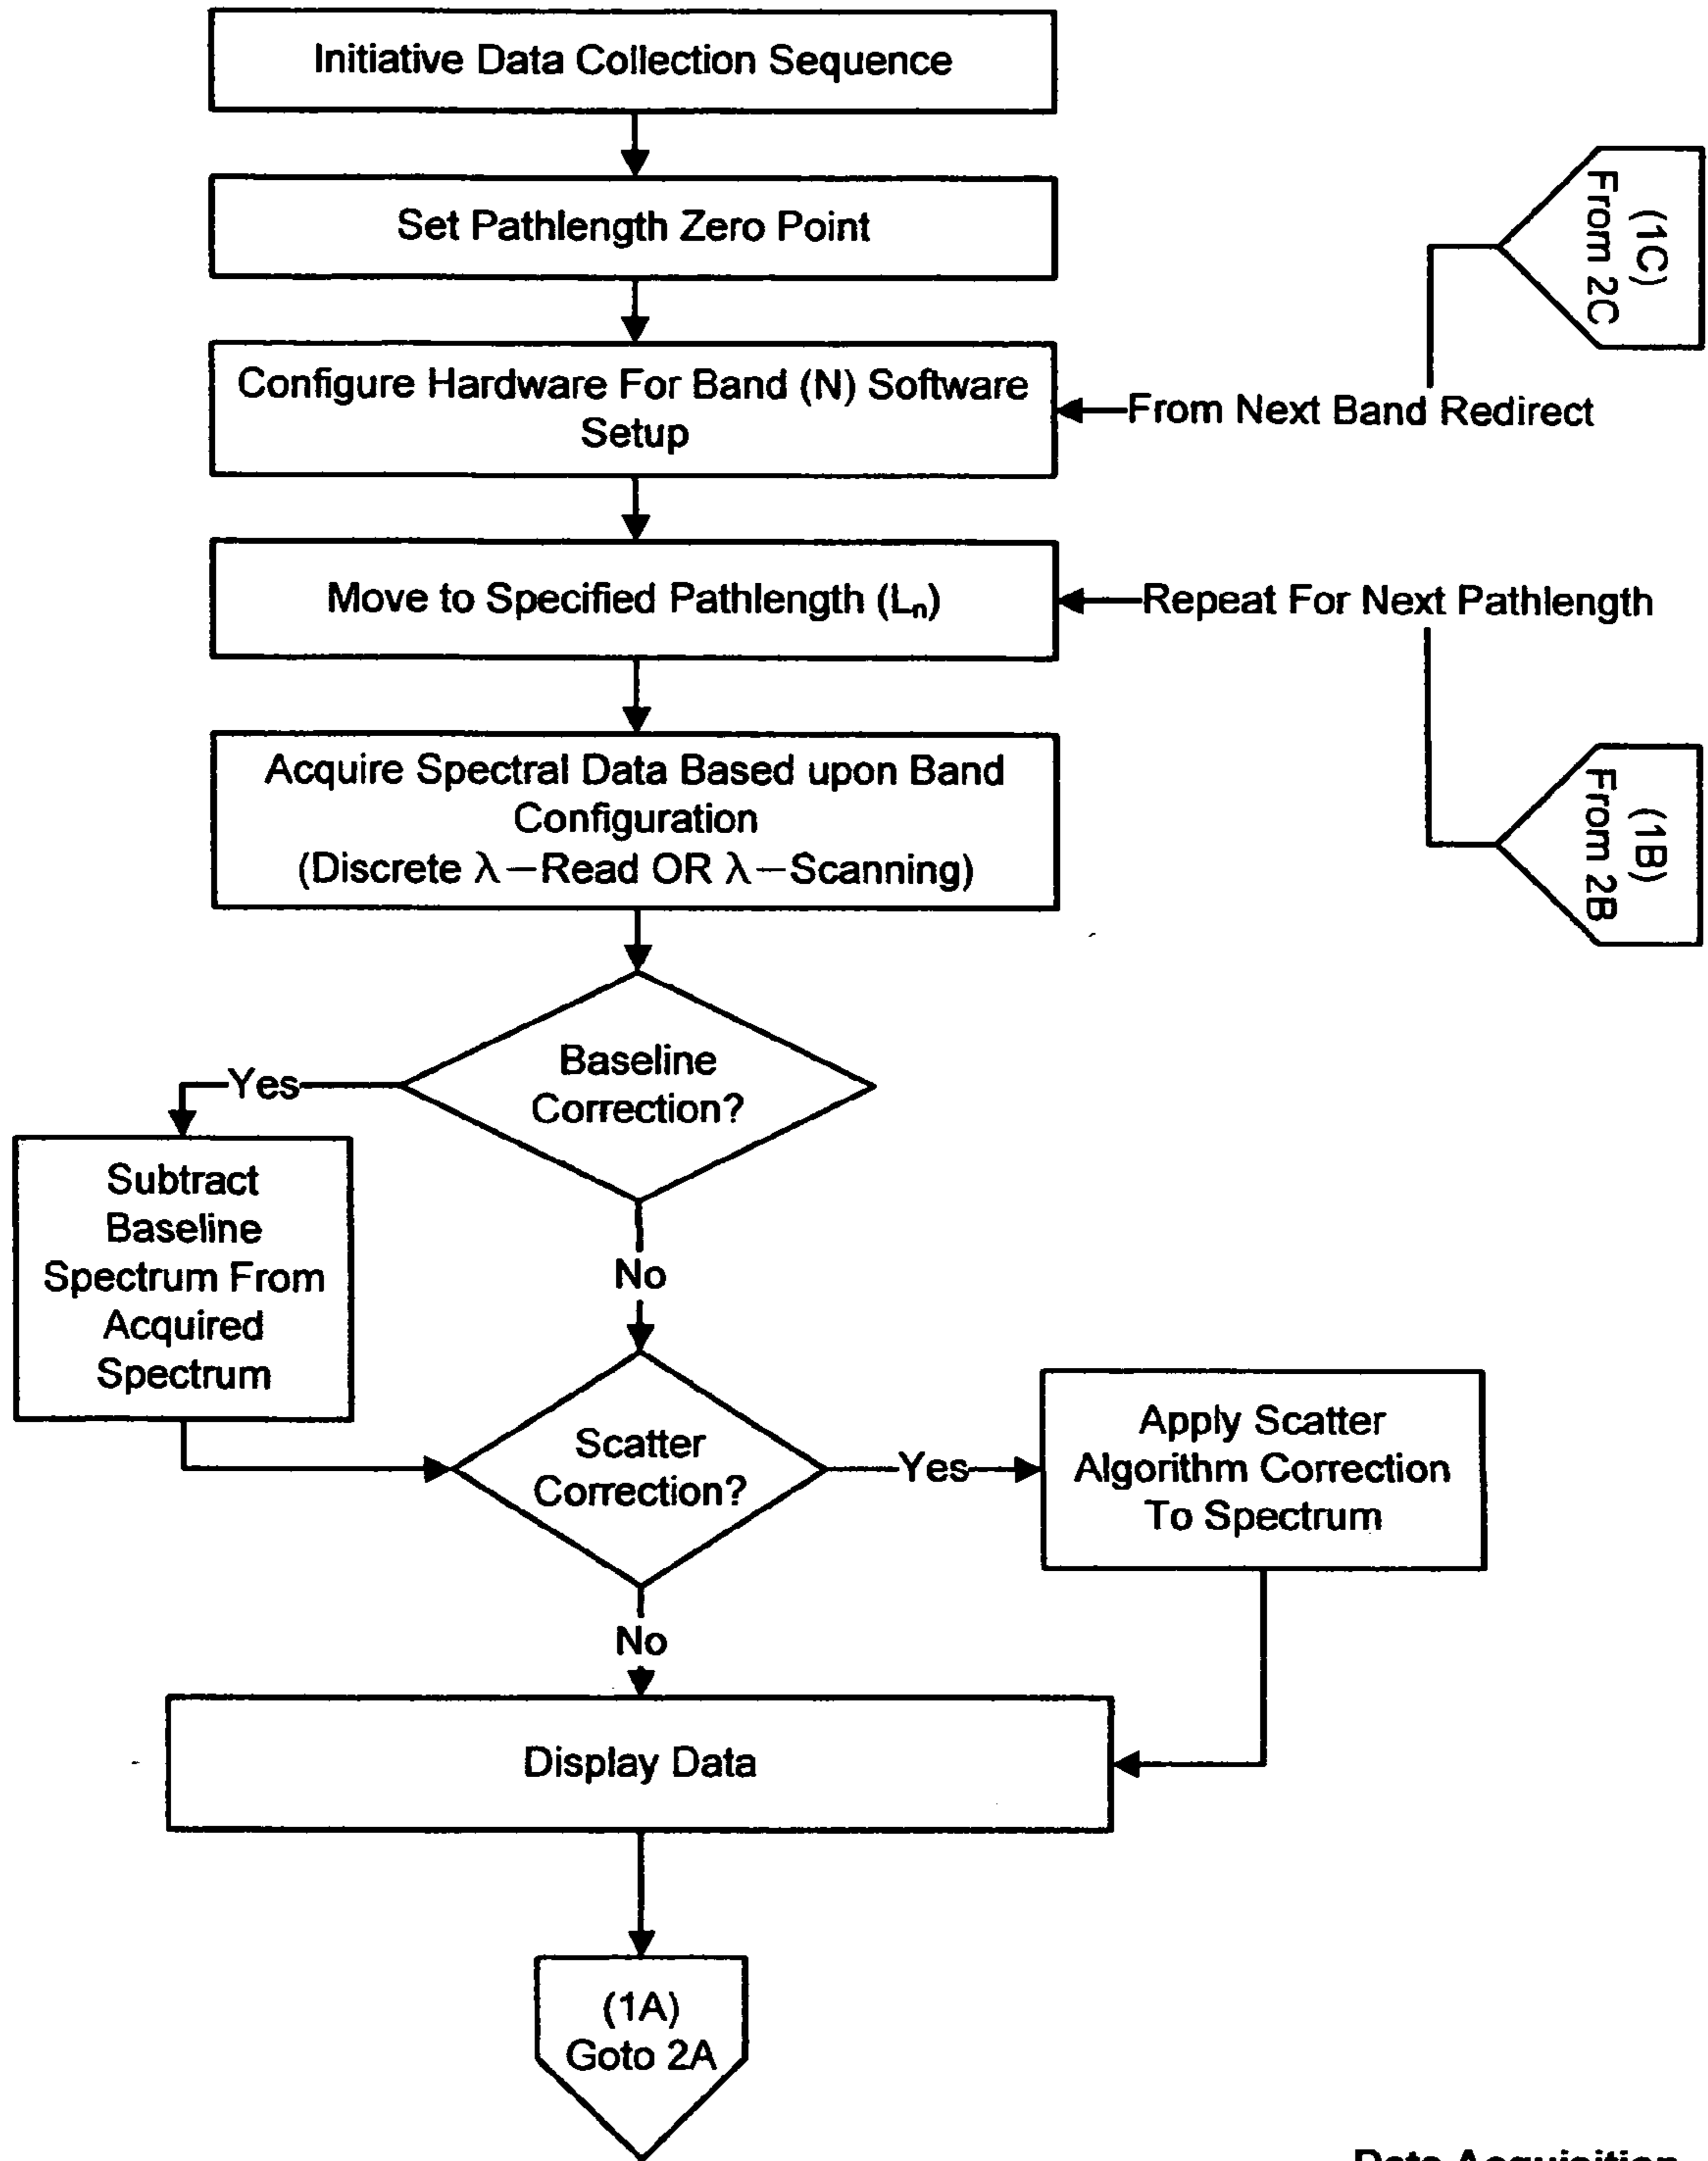 Initiative Data Collection Sequence
Set Pathlength Zero Point
(1C)
From 2C
Configure Hardware For Band (N) Software
Setup
From Next Band Redirect
Move to Specified Pathlength (Lₙ)
Repeat For Next Pathlength
Acquire Spectral Data Based upon Band
Configuration
(Discrete λ—Read OR λ—Scanning)
(1B)
From 2B
Baseline
Correction?
Yes
Subtract
Baseline
Spectrum From
Acquired
Spectrum
No
Scatter
Correction?
Yes
Apply Scatter
Algorithm Correction
To Spectrum
No
Display Data
(1A)
Goto 2A
Data Acquisition